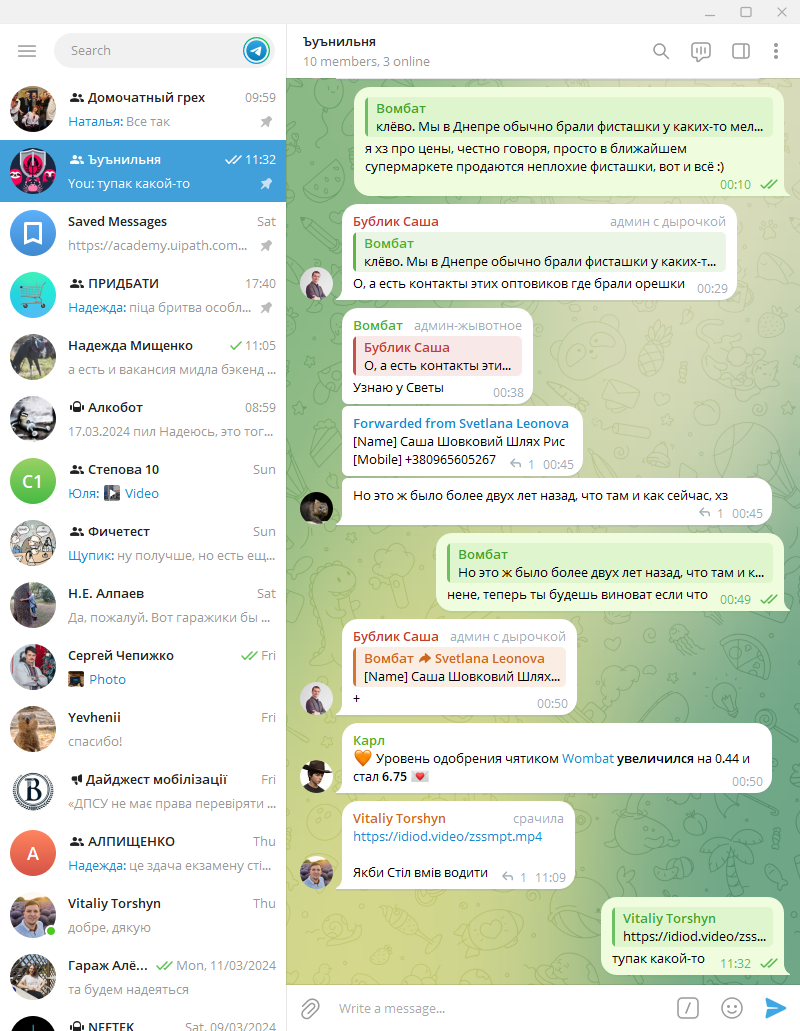 Search
Домочатный грех 09:59
Наталья: Все так
Ъуънильня 11:32
You: тупак какой-то
Saved Messages Sat
https://academy.uipath.com...
ПРИДБАТИ 17:40
Надежда: піца бритва особл...
Надежда Мищенко 11:05
а есть и вакансия мидла бэкенд ...
Алкобот 08:59
17.03.2024 пил Надеюсь, это тог...
C1
Степова 10 Sun
Юля: Video
Фичетест Sun
Щупик: ну получше, но есть ещ...
Н.Е. Алпаев Sat
Да, пожалуй. Вот гаражики бы ...
Сергей Чепижко Fri
Photo
Yevhenii Fri
спасибо!
B
Дайджест мобілізації Fri
«ДПСУ не має права перевіряти ...
А
АЛПИЩЕНКО Thu
Надежда: це здача екзамену сті...
Vitaliy Torshyn Thu
добре, дякую
Гараж Алё... Mon, 11/03/2024
та будем надеяться
NEFTEK Sat, 09/03/2024
Ъуънильня
10 members, 3 online
Вомбат
клёво. Мы в Днепре обычно брали фисташки у каких-то мел...
я хз про цены, честно говоря, просто в ближайшем
супермаркете продаются неплохие фисташки, вот и всё :)
00:10
Бублик Саша админ с дырочкой
Вомбат
клёво. Мы в Днепре обычно брали фисташки у каких-т...
О, а есть контакты этих оптовиков где брали орешки 00:29
Вомбат админ-жывотное
Бублик Саша
О, а есть контакты эти...
Узнаю у Светы 00:38
Forwarded from Svetlana Leonova
[Name] Саша Шовковий Шлях Рис
[Mobile] +380965605267 1 00:45
Но это ж было более двух лет назад, что там и как сейчас, хз
1 00:45
Вомбат
Но это ж было более двух лет назад, что там и к...
нене, теперь ты будешь виноват если что 00:49
Бублик Саша админ с дырочкой
Вомбат Svetlana Leonova
[Name] Саша Шовковий Шлях...
+ 00:50
Карл
🧡 Уровень одобрения чятиком Wombat увеличился на 0.44 и
стал 6.75 💌
00:50
Vitaliy Torshyn срачила
https://idiod.video/zssmpt.mp4
Якби Стіл вмів водити 1 11:09
Vitaliy Torshyn
https://idiod.video/zss...
тупак какой-то 11:32
Write a message...
/